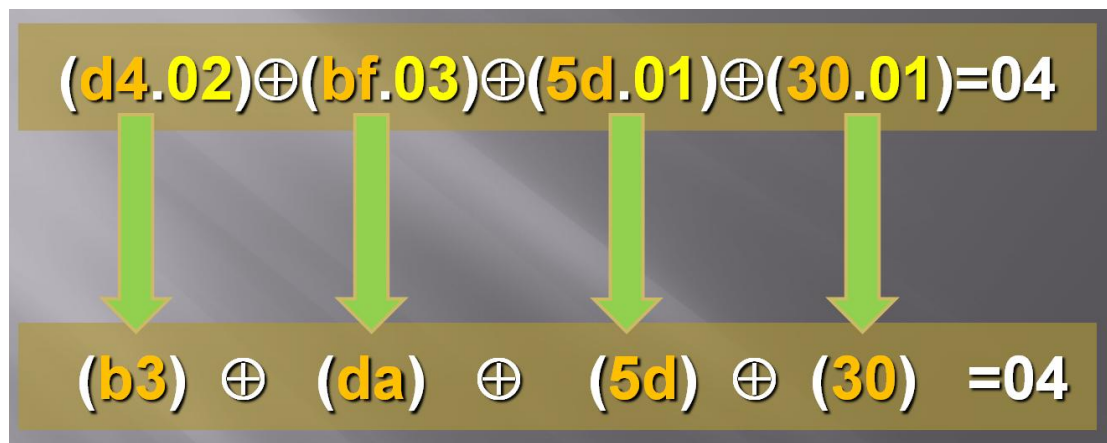 (d4.02)⊕(bf.03)⊕(5d.01)⊕(30.01)=04
(b3) ⊕ (da) ⊕ (5d) ⊕ (30) =04